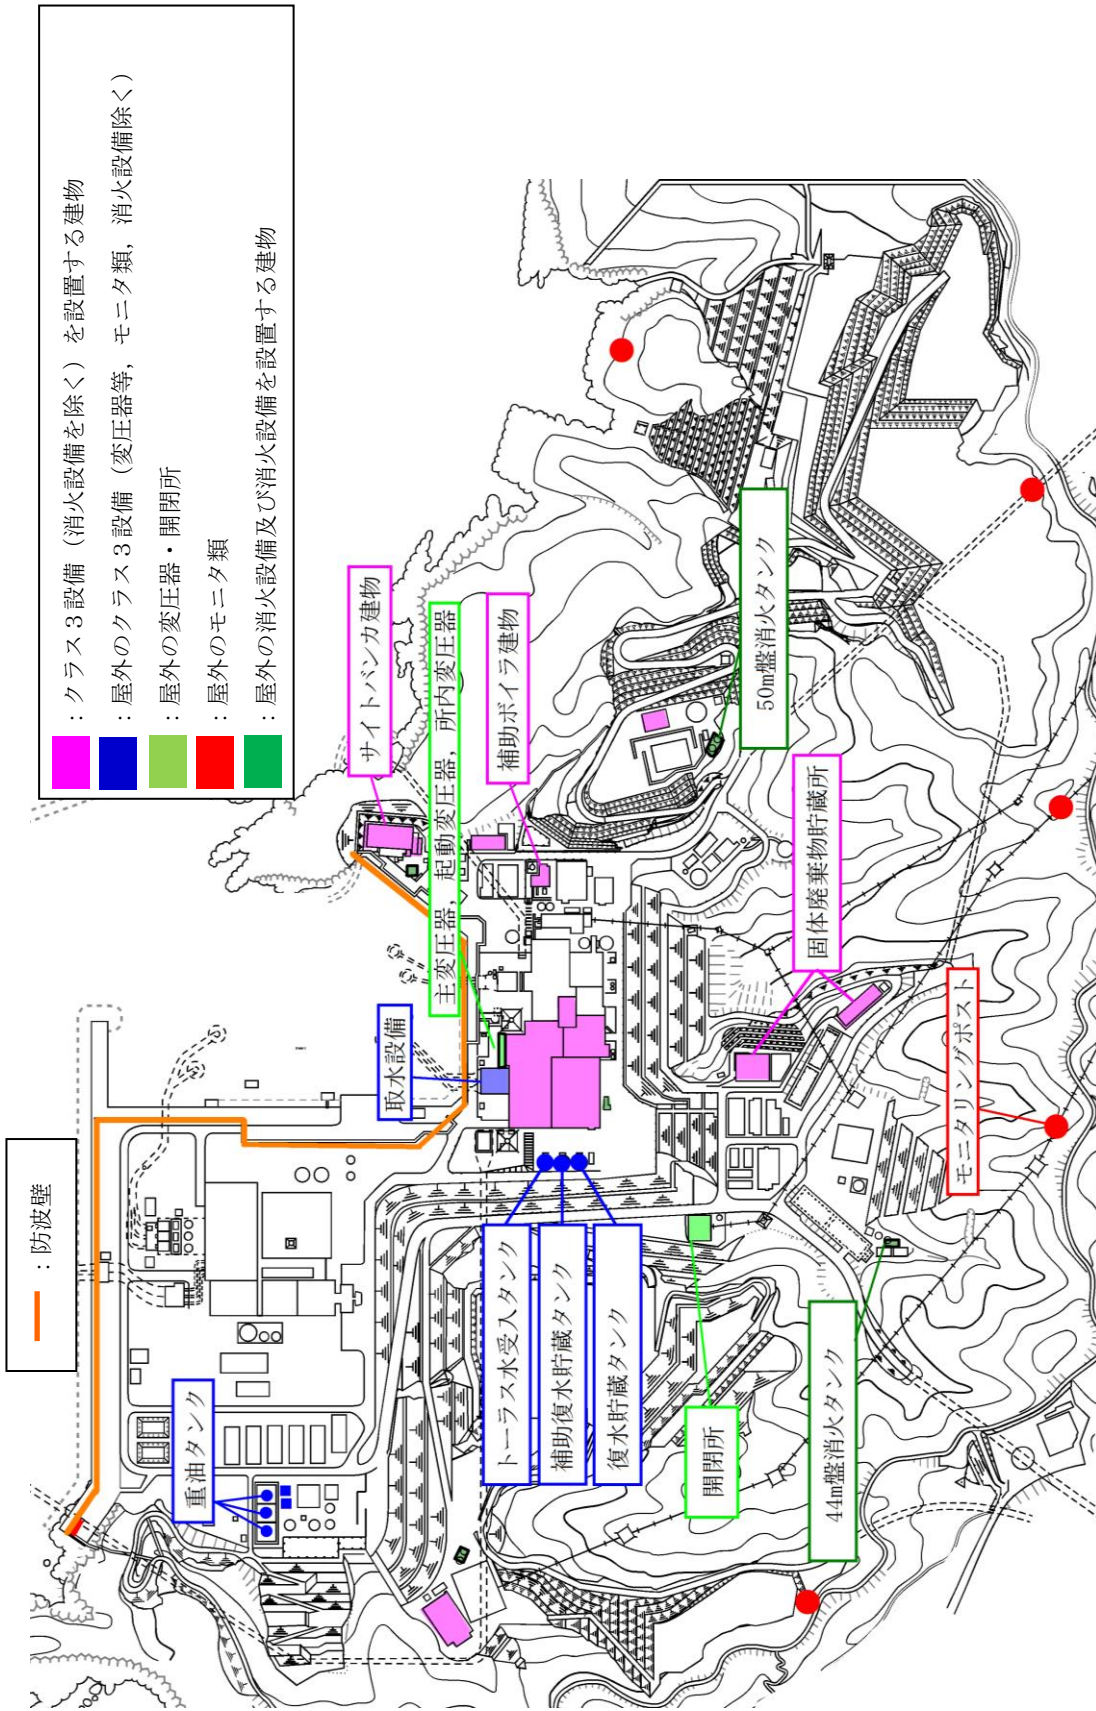 ：防波壁
：クラス３設備（消火設備を除く）を設置する建物
：屋外のクラス３設備（変圧器等，モニタ類，消火設備除く）
：屋外の変圧器・開閉所
：屋外のモニタ類
：屋外の消火設備及び消火設備を設置する建物
重油タンク
取水設備
サイトバンカ建物
主変圧器，起動変圧器，所内変圧器
補助ボイラ建物
トーラス水受入タンク
補助復水貯蔵タンク
復水貯蔵タンク
開閉所
50m盤消火タンク
固体廃棄物貯蔵所
44m盤消火タンク
モニタリングポスト